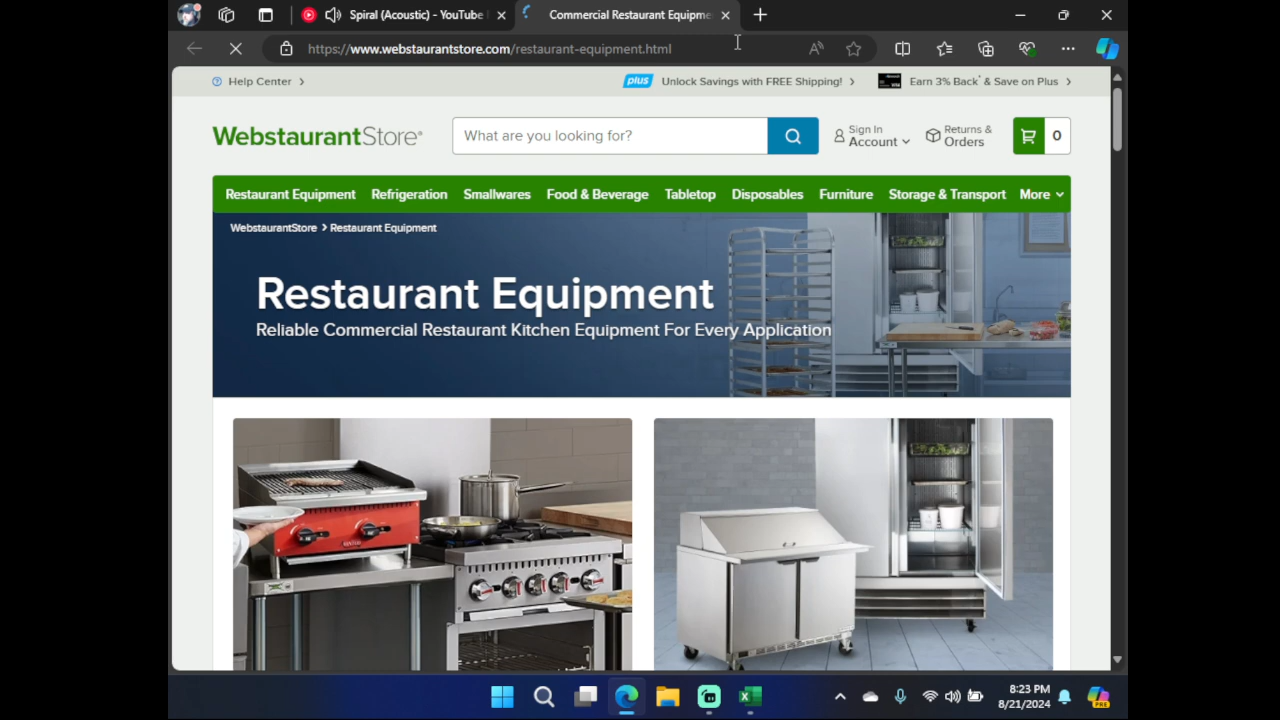 Spiral (Acoustic) - YouTube
Commercial Restaurant Equipme
https://www.webstaurantstore.com/restaurant-equipment.html
Help Center
plus Unlock Savings with FREE Shipping!
Earn 3% Back* & Save on Plus
WebstaurantStore®
What are you looking for?
Sign In
Account
Returns &
Orders
0
Restaurant Equipment Refrigeration Smallwares Food & Beverage Tabletop Disposables Furniture Storage & Transport More
WebstaurantStore > Restaurant Equipment
Restaurant Equipment
Reliable Commercial Restaurant Kitchen Equipment For Every Application
8:23 PM
8/21/2024
PRE